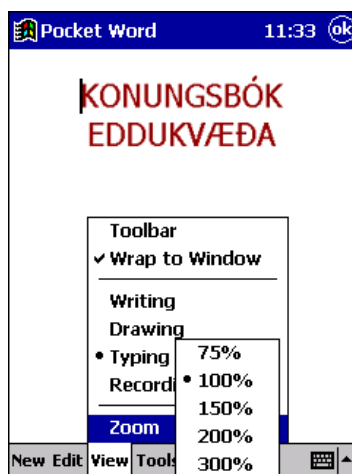 Pocket Word 11:33 ok
KONUNGSBÓK
EDDUKVÆÐA
Toolbar
Wrap to Window
Writing
Drawing
Typing
Recordi
Zoom
75%
100%
150%
200%
300%
New Edit View Tools